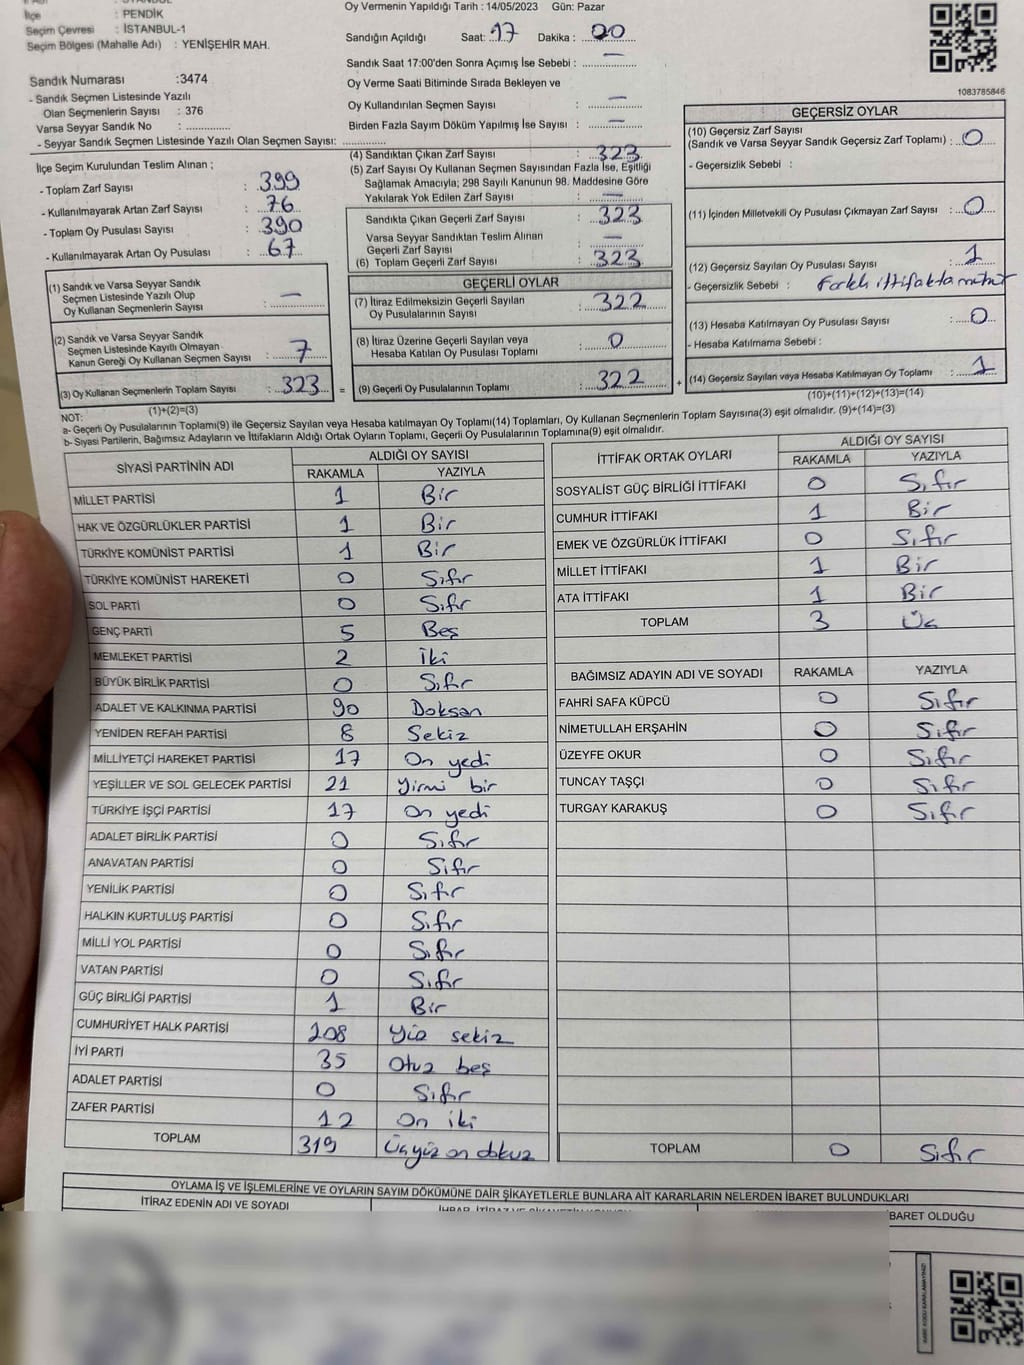 İlçe : PENDİK
Seçim Çevresi : İSTANBUL-1
Seçim Bölgesi (Mahalle Adı) : YENİŞEHİR MAH.
Sandık Numarası :3474
- Sandık Seçmen Listesinde Yazılı
Olan Seçmenlerin Sayısı : 376
Varsa Seyyar Sandık No : ..............
- Seyyar Sandık Seçmen Listesinde Yazılı Olan Seçmen Sayısı: ..............
İlçe Seçim Kurulundan Teslim Alınan ;
- Toplam Zarf Sayısı : 399
- Kullanılmayarak Artan Zarf Sayısı : 76
- Toplam Oy Pusulası Sayısı : 390
- Kullanılmayarak Artan Oy Pusulası : 67
(1) Sandık ve Varsa Seyyar Sandık
Seçmen Listesinde Yazılı Olup
Oy Kullanan Seçmenlerin Sayısı : —
(2) Sandık ve Varsa Seyyar Sandık
Seçmen Listesinde Kayıtlı Olmayan
Kanun Gereği Oy Kullanan Seçmen Sayısı : 7
(3) Oy Kullanan Seçmenlerin Toplam Sayısı : 323 =
(1)+(2)=(3)
Oy Vermenin Yapıldığı Tarih : 14/05/2023 Gün: Pazar
Sandığın Açıldığı Saat: 17 Dakika : 00
Sandık Saat 17:00'den Sonra Açımış İse Sebebi : —
Oy Verme Saati Bitiminde Sırada Bekleyen ve
Oy Kullandırılan Seçmen Sayısı : —
Birden Fazla Sayım Döküm Yapılmış İse Sayısı : —
(4) Sandıktan Çıkan Zarf Sayısı : 323
(5) Zarf Sayısı Oy Kullanan Seçmen Sayısından Fazla İse, Eşitliği
Sağlamak Amacıyla; 298 Sayılı Kanunun 98. Maddesine Göre
Yakılarak Yok Edilen Zarf Sayısı : —
Sandıkta Çıkan Geçerli Zarf Sayısı : 323
Varsa Seyyar Sandıktan Teslim Alınan
Geçerli Zarf Sayısı : —
(6) Toplam Geçerli Zarf Sayısı : 323
GEÇERLİ OYLAR
(7) İtiraz Edilmeksizin Geçerli Sayılan
Oy Pusulalarının Sayısı : 322
(8) İtiraz Üzerine Geçerli Sayılan veya
Hesaba Katılan Oy Pusulası Toplamı : 0
(9) Geçerli Oy Pusulalarının Toplamı : 322 +
1083785846
GEÇERSİZ OYLAR
(10) Geçersiz Zarf Sayısı
(Sandık ve Varsa Seyyar Sandık Geçersiz Zarf Toplamı) : 0
- Geçersizlik Sebebi :
(11) İçinden Milletvekili Oy Pusulası Çıkmayan Zarf Sayısı : 0
(12) Geçersiz Sayılan Oy Pusulası Sayısı : 1
- Geçersizlik Sebebi : Farklı ittifakta mühür
(13) Hesaba Katılmayan Oy Pusulası Sayısı : 0
- Hesaba Katılmama Sebebi :
(14) Geçersiz Sayılan veya Hesaba Katılmayan Oy Toplamı : 1
(10)+(11)+(12)+(13)=(14)
NOT:
a- Geçerli Oy Pusulalarının Toplamı(9) ile Geçersiz Sayılan veya Hesaba katılmayan Oy Toplamı(14) Toplamları, Oy Kullanan Seçmenlerin Toplam Sayısına(3) eşit olmalıdır. (9)+(14)=(3)
b- Siyasi Partilerin, Bağımsız Adayların ve İttifakların Aldığı Ortak Oyların Toplamı, Geçerli Oy Pusulalarının Toplamına(9) eşit olmalıdır.
SİYASİ PARTİNİN ADI ALDIĞI OY SAYISI
RAKAMLA YAZIYLA
MİLLET PARTİSİ 1 Bir
HAK VE ÖZGÜRLÜKLER PARTİSİ 1 Bir
TÜRKİYE KOMÜNİST PARTİSİ 1 Bir
TÜRKİYE KOMÜNİST HAREKETİ 0 Sıfır
SOL PARTİ 0 Sıfır
GENÇ PARTİ 5 Beş
MEMLEKET PARTİSİ 2 İki
BÜYÜK BİRLİK PARTİSİ 0 Sıfır
ADALET VE KALKINMA PARTİSİ 90 Doksan
YENİDEN REFAH PARTİSİ 8 Sekiz
MİLLİYETÇİ HAREKET PARTİSİ 17 On yedi
YEŞİLLER VE SOL GELECEK PARTİSİ 21 Yirmi bir
TÜRKİYE İŞÇİ PARTİSİ 17 On yedi
ADALET BİRLİK PARTİSİ 0 Sıfır
ANAVATAN PARTİSİ 0 Sıfır
YENİLİK PARTİSİ 0 Sıfır
HALKIN KURTULUŞ PARTİSİ 0 Sıfır
MİLLİ YOL PARTİSİ 0 Sıfır
VATAN PARTİSİ 0 Sıfır
GÜÇ BİRLİĞİ PARTİSİ 1 Bir
CUMHURİYET HALK PARTİSİ 108 Yüz sekiz
İYİ PARTİ 35 Otuz beş
ADALET PARTİSİ 0 Sıfır
ZAFER PARTİSİ 12 On iki
TOPLAM 319 Üçyüz on dokuz
İTTİFAK ORTAK OYLARI ALDIĞI OY SAYISI
RAKAMLA YAZIYLA
SOSYALİST GÜÇ BİRLİĞİ İTTİFAKI 0 Sıfır
CUMHUR İTTİFAKI 1 Bir
EMEK VE ÖZGÜRLÜK İTTİFAKI 0 Sıfır
MİLLET İTTİFAKI 1 Bir
ATA İTTİFAKI 1 Bir
TOPLAM 3 Üç
BAĞIMSIZ ADAYIN ADI VE SOYADI RAKAMLA YAZIYLA
FAHRİ SAFA KÜPCÜ 0 Sıfır
NİMETULLAH ERŞAHİN 0 Sıfır
ÜZEYFE OKUR 0 Sıfır
TUNCAY TAŞÇI 0 Sıfır
TURGAY KARAKUŞ 0 Sıfır
TOPLAM 0 Sıfır
OYLAMA İŞ VE İŞLEMLERİNE VE OYLARIN SAYIM DÖKÜMÜNE DAİR ŞİKAYETLERLE BUNLARA AİT KARARLARIN NELERDEN İBARET BULUNDUKLARI
İTİRAZ EDENİN ADI VE SOYADI
İBARET OLDUĞU